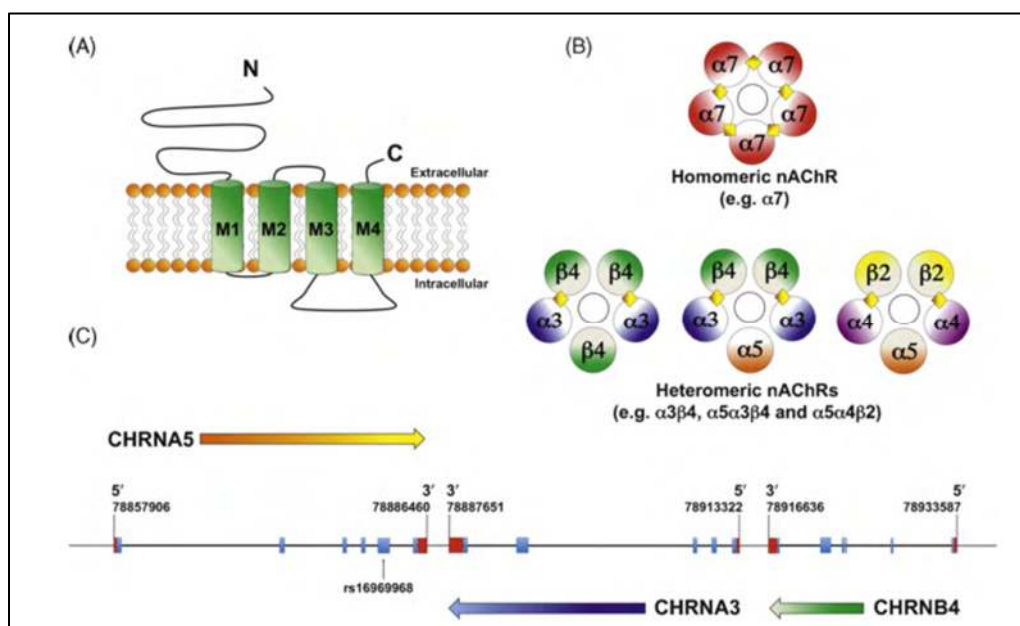 (A)
N
C
Extracellular
M1 M2 M3 M4
Intracellular
(B)
α7 α7
α7 α7
α7
Homomeric nAChR
(e.g. α7)
β4 β4 β4 β4 β2 β2
α3 α3 α3 α3 α4 α4
β4 α5 α5
Heteromeric nAChRs
(e.g. α3β4, α5α3β4 and α5α4β2)
(C)
CHRNA5
5′ 3′ 3′ 5′ 3′ 5′
78857906 78886460 78887651 78913322 78916636 78933587
rs16969968
CHRNA3 CHRNB4